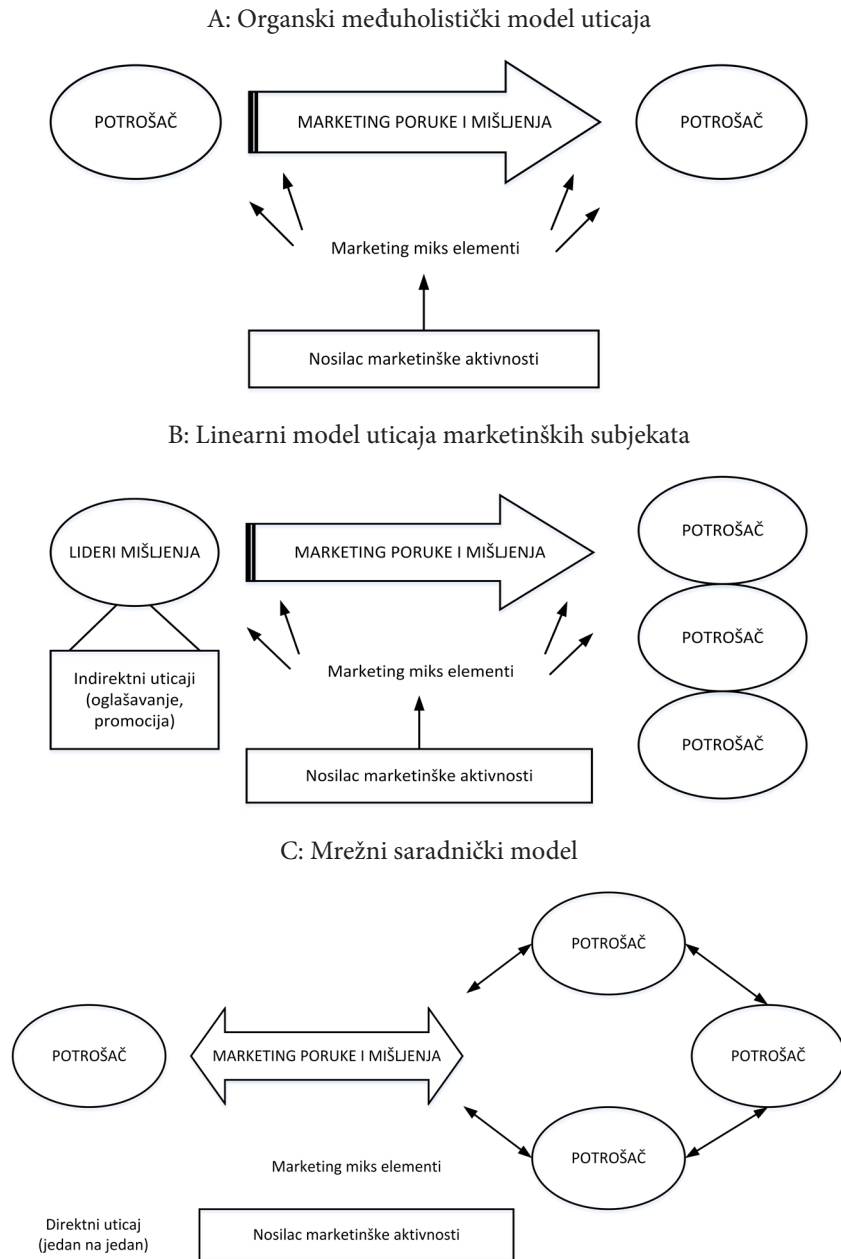 A: Organski međuholistički model uticaja
POTROŠAČ
MARKETING PORUKE I MIŠLJENJA
POTROŠAČ
Marketing miks elementi
Nosilac marketinške aktivnosti
B: Linearni model uticaja marketinških subjekata
LIDERI MIŠLJENJA
MARKETING PORUKE I MIŠLJENJA
POTROŠAČ
POTROŠAČ
POTROŠAČ
Indirektni uticaji
(oglašavanje,
promocija)
Marketing miks elementi
Nosilac marketinške aktivnosti
C: Mrežni saradnički model
POTROŠAČ
POTROŠAČ
MARKETING PORUKE I MIŠLJENJA
POTROŠAČ
POTROŠAČ
Marketing miks elementi
Direktni uticaj
(jedan na jedan)
Nosilac marketinške aktivnosti